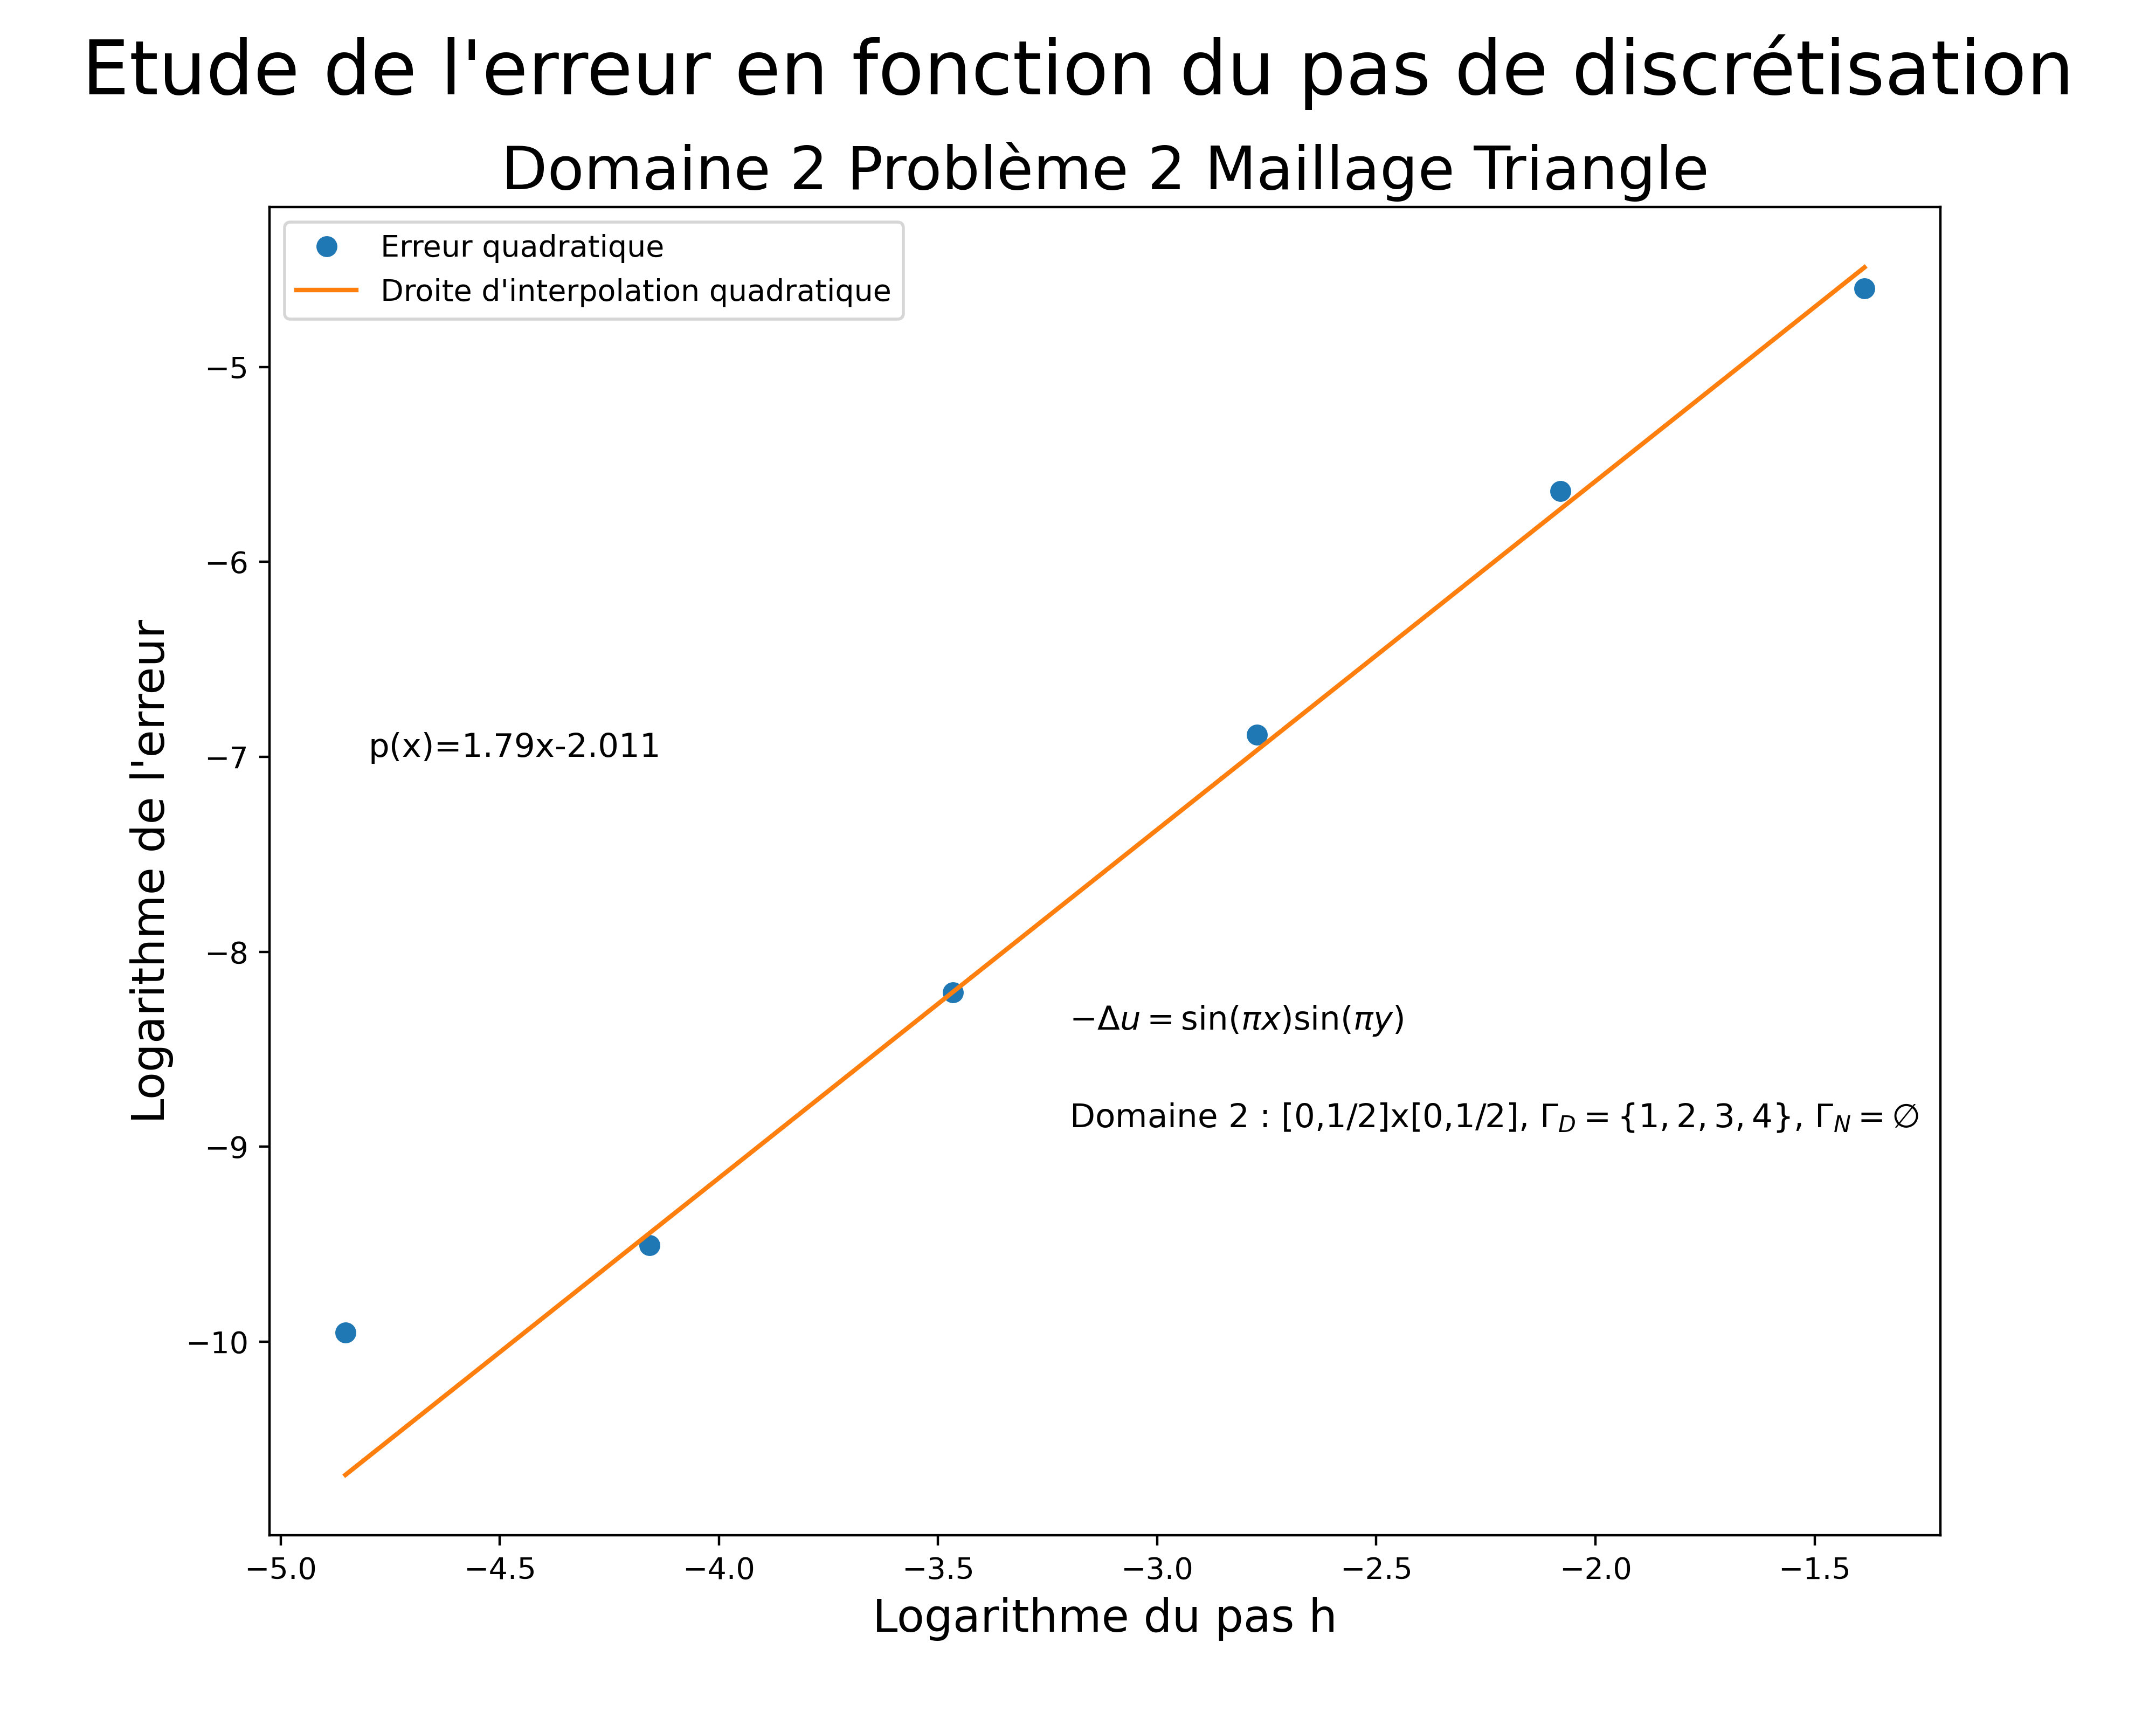 Etude de l'erreur en fonction du pas de discrétisation
Domaine 2 Problème 2 Maillage Triangle
Erreur quadratique
Droite d'interpolation quadratique
−5
−6
−7
−8
−9
−10
Logarithme de l'erreur
p(x)=1.79x-2.011
−Δu = sin(πx)sin(πy)
Domaine 2 : [0,1/2]x[0,1/2], Γ_D = {1, 2, 3, 4}, Γ_N = ∅
−5.0 −4.5 −4.0 −3.5 −3.0 −2.5 −2.0 −1.5
Logarithme du pas h